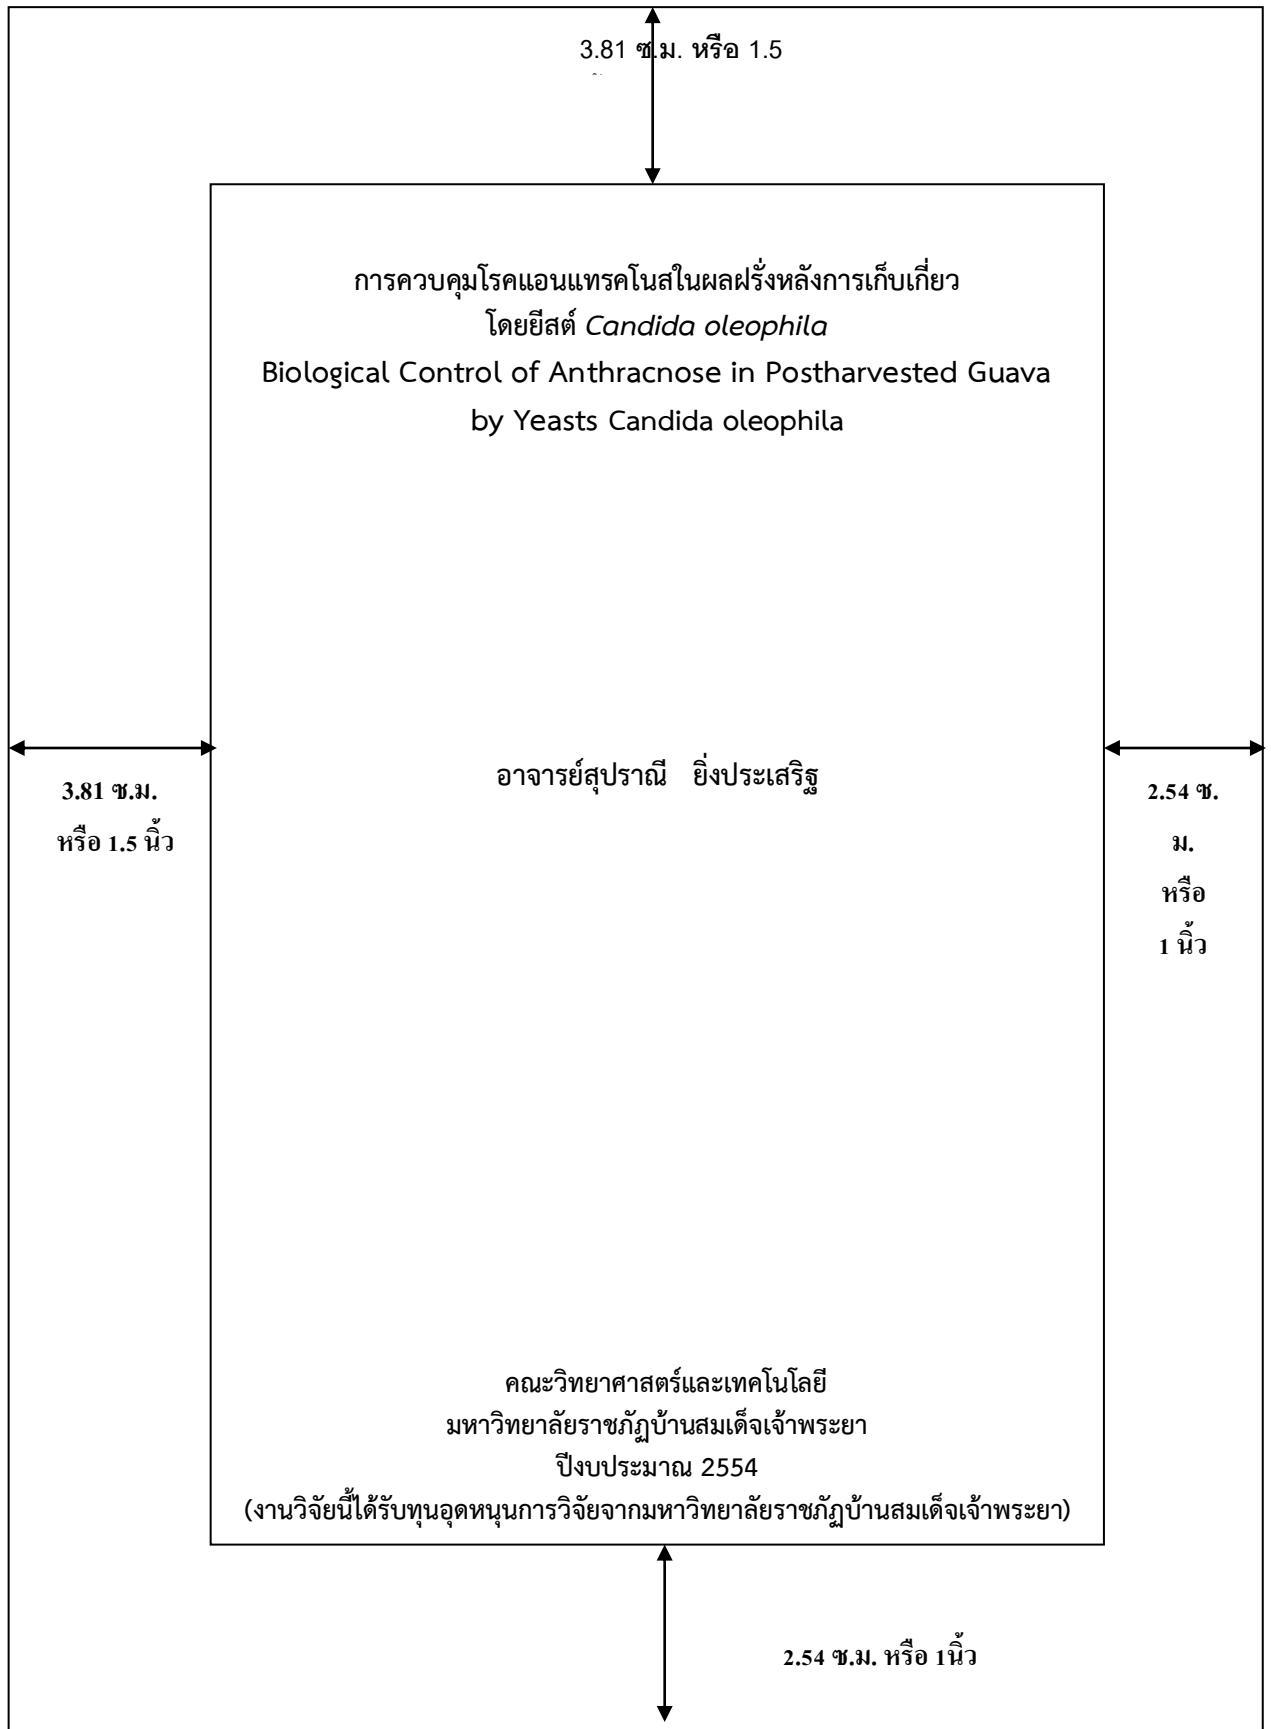 3.81 ซ.ม. หรือ 1.5
การควบคุมโรคแอนแทรคโนสในผลฝรั่งหลังการเก็บเกี่ยว
โดยยีสต์ Candida oleophila
Biological Control of Anthracnose in Postharvested Guava
by Yeasts Candida oleophila
อาจารย์สุปราณี ยิ่งประเสริฐ
3.81 ซ.ม.
หรือ 1.5 นิ้ว
2.54 ซ.
ม.
หรือ
1 นิ้ว
คณะวิทยาศาสตร์และเทคโนโลยี
มหาวิทยาลัยราชภัฏบ้านสมเด็จเจ้าพระยา
ปีงบประมาณ 2554
(งานวิจัยนี้ได้รับทุนอุดหนุนการวิจัยจากมหาวิทยาลัยราชภัฏบ้านสมเด็จเจ้าพระยา)
2.54 ซ.ม. หรือ 1นิ้ว